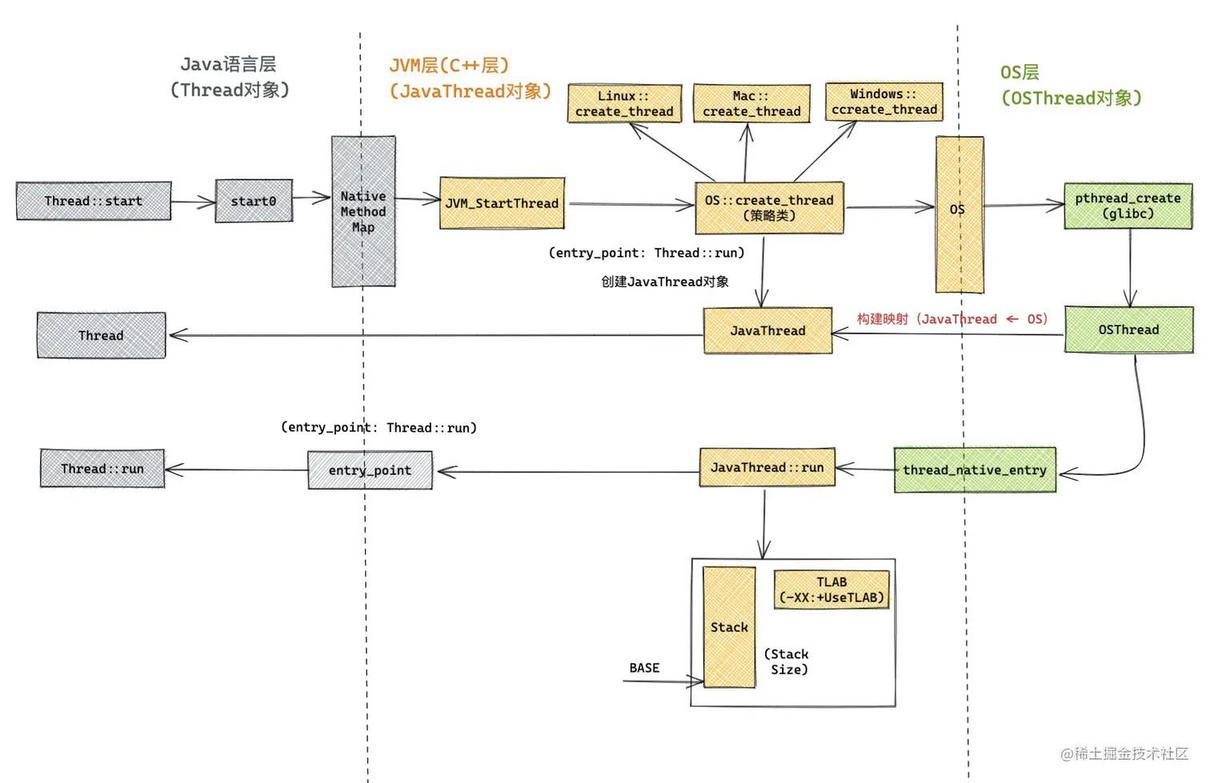 Java语言层
(Thread对象)
JVM层(C++层)
(JavaThread对象)
OS层
(OSThread对象)
Linux::
create_thread
Mac::
create_thread
Windows::
ccreate_thread
Thread::start
start0
Native
Method
Map
JVM_StartThread
OS::create_thread
(策略类)
OS
pthread_create
(glibc)
(entry_point: Thread::run)
创建JavaThread对象
Thread
JavaThread
构建映射 (JavaThread ← OS)
OSThread
(entry_point: Thread::run)
Thread::run
entry_point
JavaThread::run
thread_native_entry
TLAB
(-XX:+UseTLAB)
Stack
(Stack
Size)
BASE
@稀土掘金技术社区